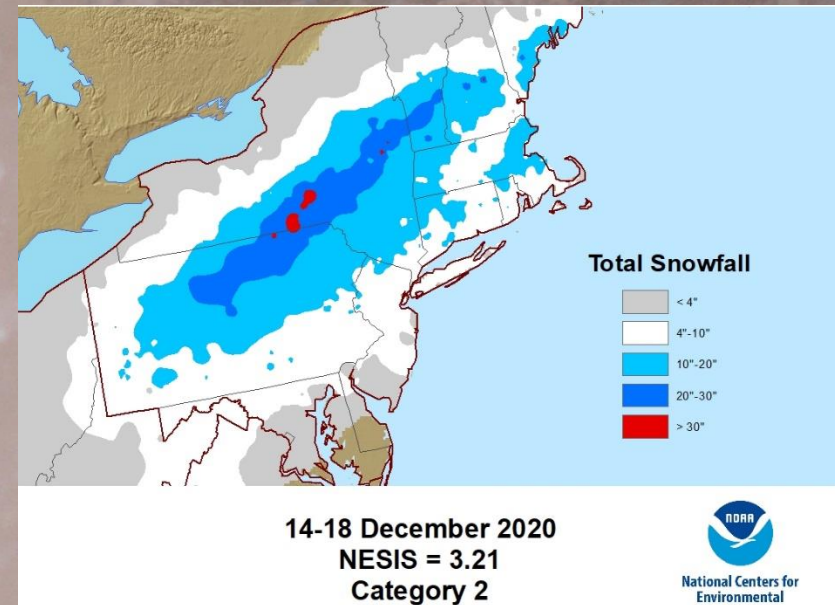 Total Snowfall
< 4"
4"-10"
10"-20"
20"-30"
> 30"
14-18 December 2020
NESIS = 3.21
Category 2
NOAA
National Centers for
Environmental